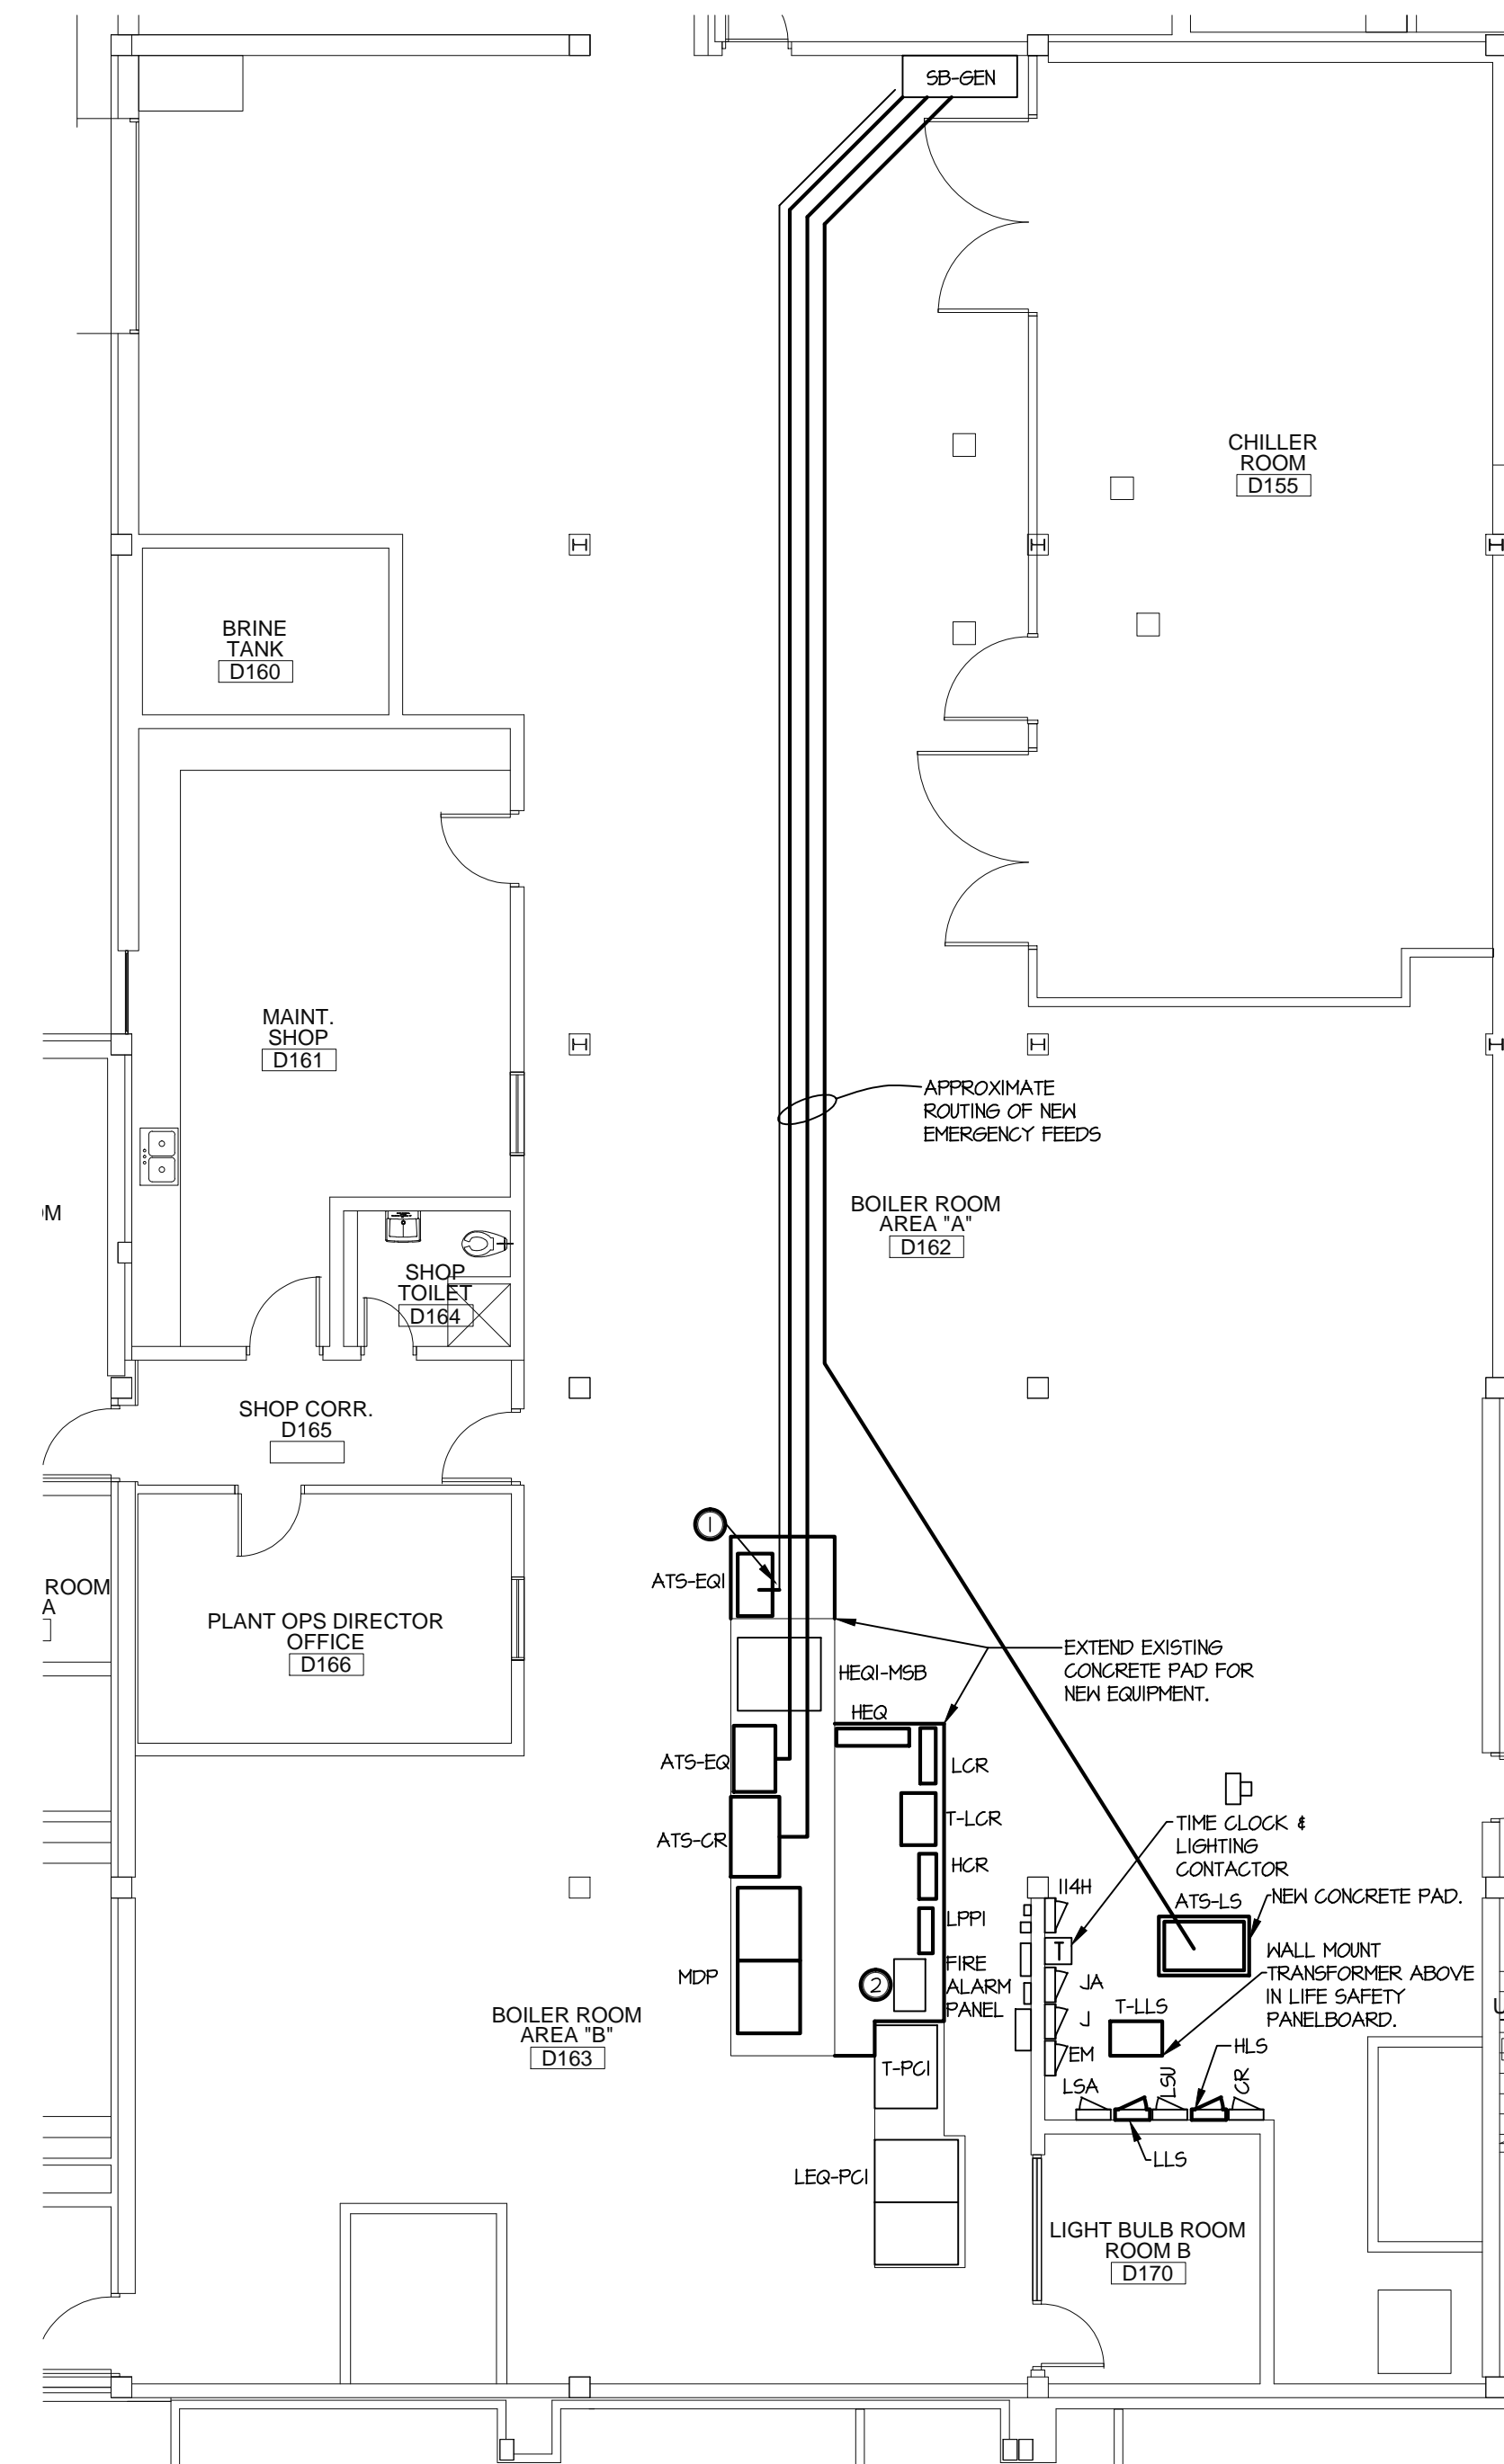 SB-GEN
CHILLER
ROOM
D155
BRINE
TANK
D160
MAINT.
SHOP
D161
APPROXIMATE
ROUTING OF NEW
EMERGENCY FEEDS
BOILER ROOM
AREA "A"
D162
SHOP
TOILET
D164
SHOP CORR.
D165
1
ATS-EQ1
ROOM
A
PLANT OPS DIRECTOR
OFFICE
D166
EXTEND EXISTING
CONCRETE PAD FOR
NEW EQUIPMENT.
HEQ1-MSB
HEQ
ATS-EQ
LCR
T-LCR
ATS-CR
HCR
TIME CLOCK &
LIGHTING
CONTACTOR
114H
ATS-LS
NEW CONCRETE PAD.
LPP1
T
MDP
2
FIRE
ALARM
PANEL
JA
J
EM
T-LLS
WALL MOUNT
TRANSFORMER ABOVE
IN LIFE SAFETY
PANELBOARD.
BOILER ROOM
AREA "B"
D163
T-PC1
LSA
LSU
HLS
CR
LLS
LEQ-PC1
LIGHT BULB ROOM
ROOM B
D170